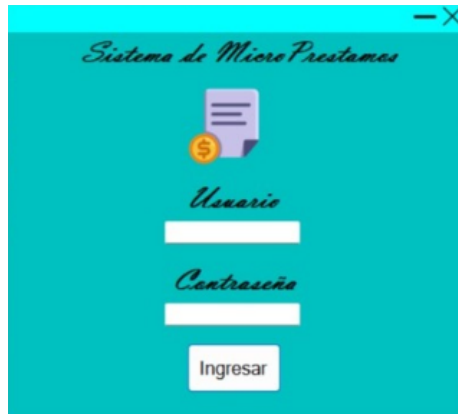 Sistema de MicroPrestamos
$
Usuario
Contraseña
Ingresar